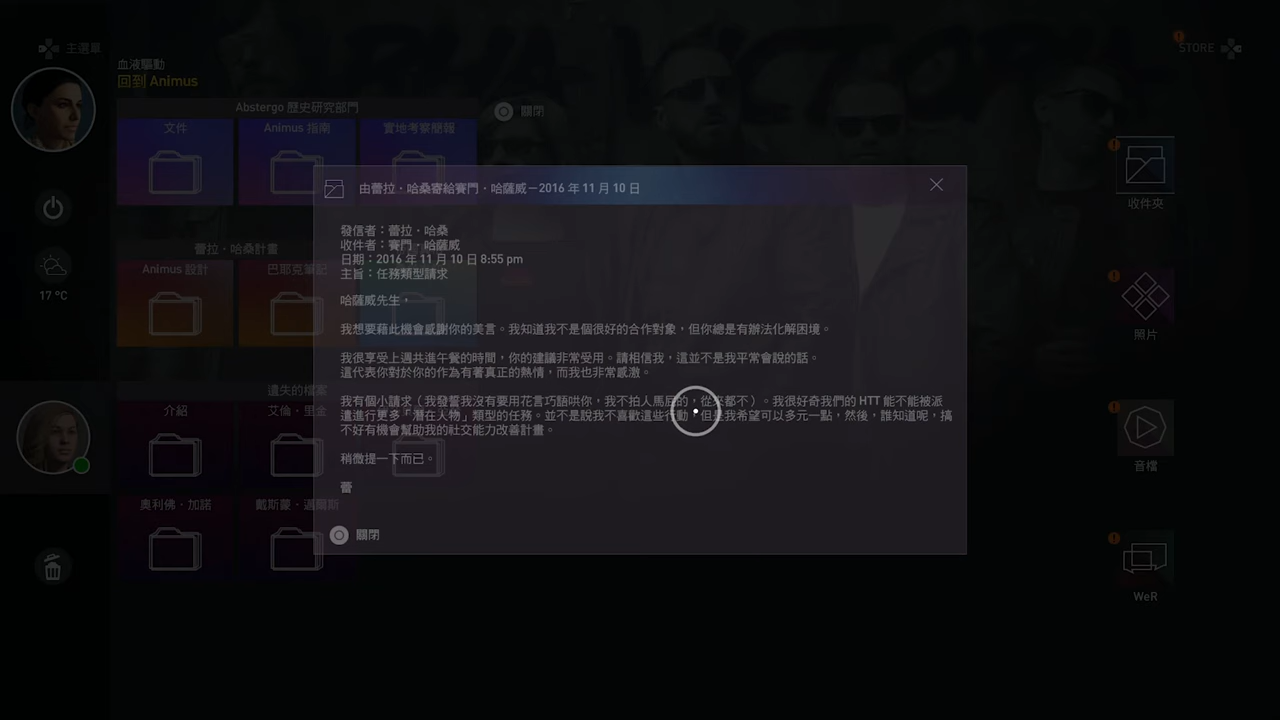 主選單
STORE
血液驅動
回到 Animus
Abstergo 歷史研究部門
關閉
文件
Animus 指南
實地考察簡報
由蕾拉・哈桑寄給賽門・哈薩威－2016 年 11 月 10 日
收件夾
發信者：蕾拉・哈桑
收件者：賽門・哈薩威
日期：2016 年 11 月 10 日 8:55 pm
主旨：任務類型請求
蕾拉・哈桑計畫
Animus 設計
巴耶克筆記
17 °C
哈薩威先生，
我想要藉此機會感謝你的美言。我知道我不是個很好的合作對象，但你總是有辦法化解困境。
照片
我很享受上週共進午餐的時間，你的建議非常受用。請相信我，這並不是我平常會說的話。
這代表你對於你的作為有著真正的熱情，而我也非常感激。
遺失的檔案
介紹
艾倫・里金
我有個小請求（我發誓我沒有要用花言巧語哄你，我不拍人馬屁的，從來都不）。我很好奇我們的 HTT 能不能被派
遣進行更多「潛在人物」類型的任務。並不是說我不喜歡這些行動，但是我希望可以多元一點，然後，誰知道呢，搞
不好有機會幫助我的社交能力改善計畫。
稍微提一下而已。
音檔
蕾
奧利佛・加諾
戴斯蒙・邁爾斯
關閉
WeR